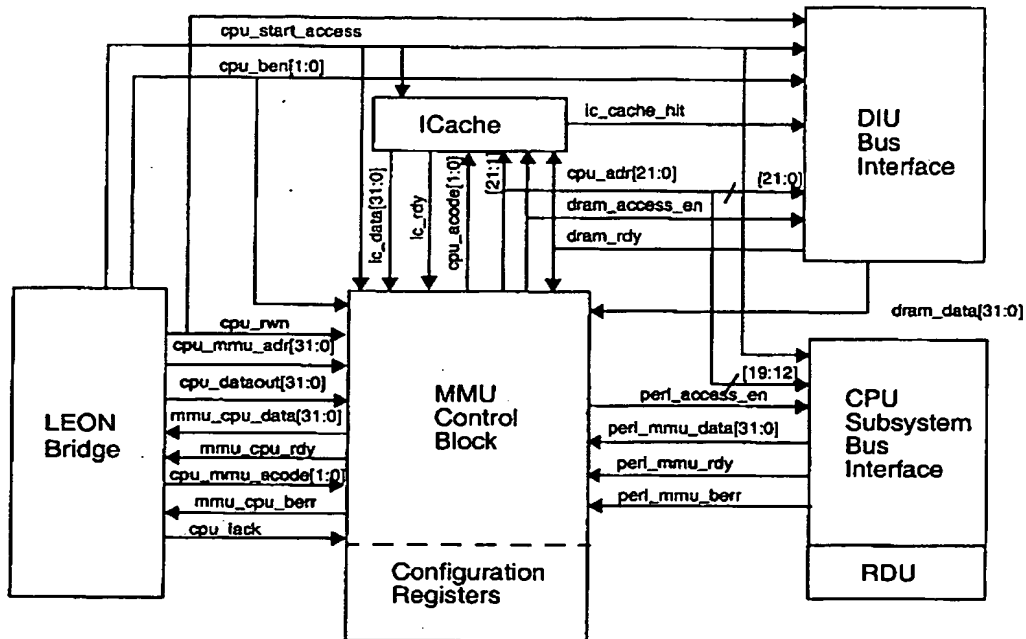 cpu_start_access
cpu_ben[1:0]
ICache
ic_cache_hit
DIU
Bus
Interface
ic_data[31:0]
ic_rdy
cpu_acode[1:0]
[21:1]
cpu_adr[21:0]
[21:0]
dram_access_en
dram_rdy
dram_data[31:0]
cpu_rwn
cpu_mmu_adr[31:0]
cpu_dataout[31:0]
mmu_cpu_data[31:0]
mmu_cpu_rdy
cpu_mmu_acode[1:0]
mmu_cpu_berr
cpu_iack
LEON
Bridge
MMU
Control
Block
[19:12]
peri_access_en
peri_mmu_data[31:0]
peri_mmu_rdy
peri_mmu_berr
CPU
Subsystem
Bus
Interface
RDU
Configuration
Registers